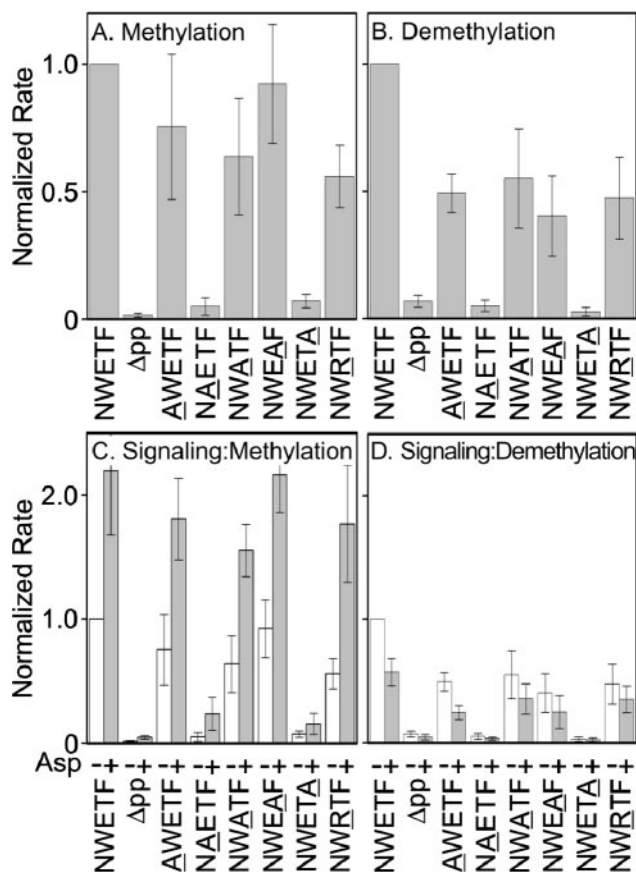 A. Methylation
B. Demethylation
Normalized Rate
1.0
0.5
0
NWETF
Δpp
AWETF
NAETF
NWATF
NWEAF
NWETA
NWRTF
NWETF
Δpp
AWETF
NAETF
NWATF
NWEAF
NWETA
NWRTF
C. Signaling:Methylation
D. Signaling:Demethylation
Normalized Rate
2.0
1.0
0
Asp -+ -+ -+ -+ -+ -+ -+ -+ -+ -+ -+ -+ -+ -+ -+ -+
NWETF
Δpp
AWETF
NAETF
NWATF
NWEAF
NWETA
NWRTF
NWETF
Δpp
AWETF
NAETF
NWATF
NWEAF
NWETA
NWRTF